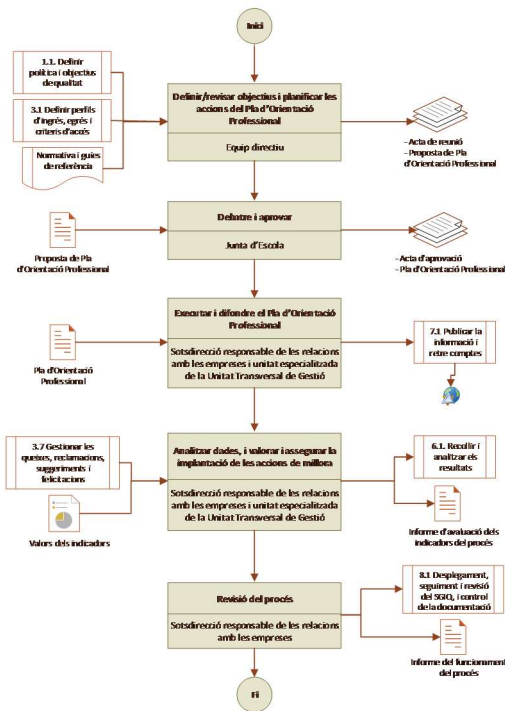 Inici
1.1. Definir
política i objectius
de qualitat
3.1 Definir perfils
d'ingrés, egrés i
criteris d'accés
Normativa i guies
de referència
Definir/revisar objectius i planificar les
accions del Pla d'Orientació
Professional
Equip directiu
- Acta de reunió
- Proposta de Pla
d'Orientació Professional
Proposta de Pla
d'Orientació Professional
Debatre i aprovar
Junta d'Escola
- Acta d'aprovació
- Pla d'Orientació Professional
Pla d'Orientació
Professional
Executar i difondre el Pla d'Orientació
Professional
Sotsdirecció responsable de les relacions
amb les empreses i unitat especialitzada
de la Unitat Transversal de Gestió
7.1 Publicar la
informació i
retre comptes
3.7 Gestionar les
queixes, reclamacions,
suggeriments i
felicitacions
Valors dels indicadors
Analitzar dades, i valorar i assegurar la
implantació de les accions de millora
Sotsdirecció responsable de les relacions
amb les empreses i unitat especialitzada
de la Unitat Transversal de Gestió
6.1. Recollir i
analitzar els
resultats
Informe d'avaluació dels
indicadors del procés
Revisió del procés
Sotsdirecció responsable de les relacions
amb les empreses
8.1 Desplegament,
seguiment i revisió
del SGIQ, i control
de la documentació
Informe del funcionament
del procés
Fi